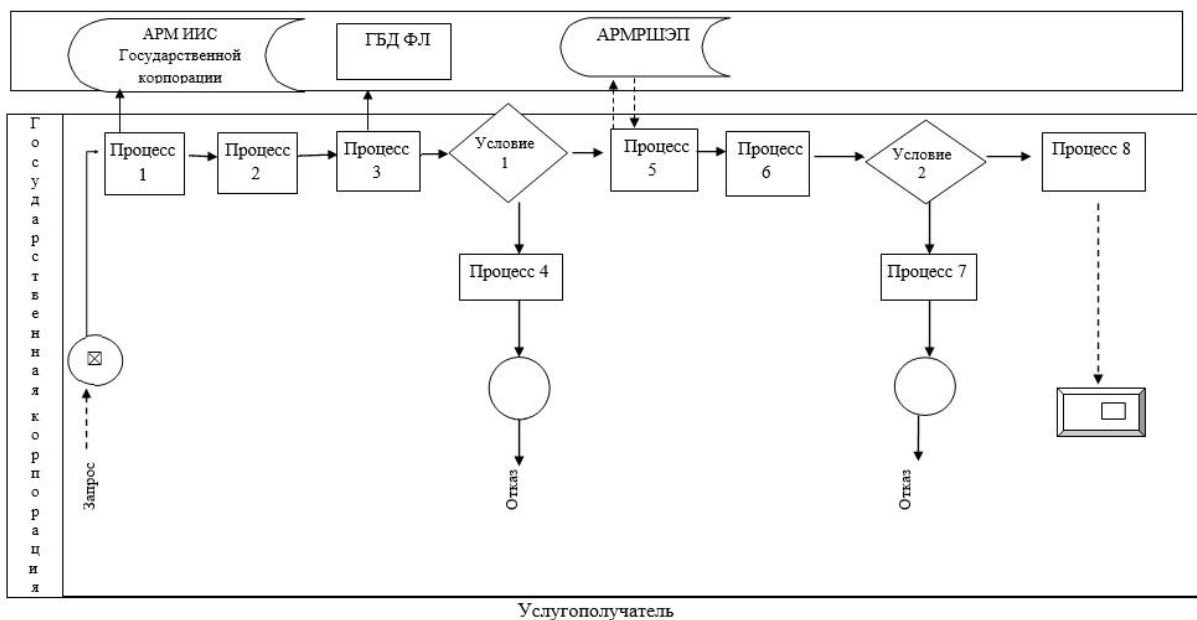 АРМ ИИС
Государственной
корпорации
ГБД ФЛ
АРМРШЭП
Государственная корпорация
Процесс
1
Процесс
2
Процесс
3
Условие
1
Процесс
5
Процесс
6
Условие
2
Процесс 8
Процесс 4
Процесс 7
Запрос
Отказ
Отказ
Услугополучатель